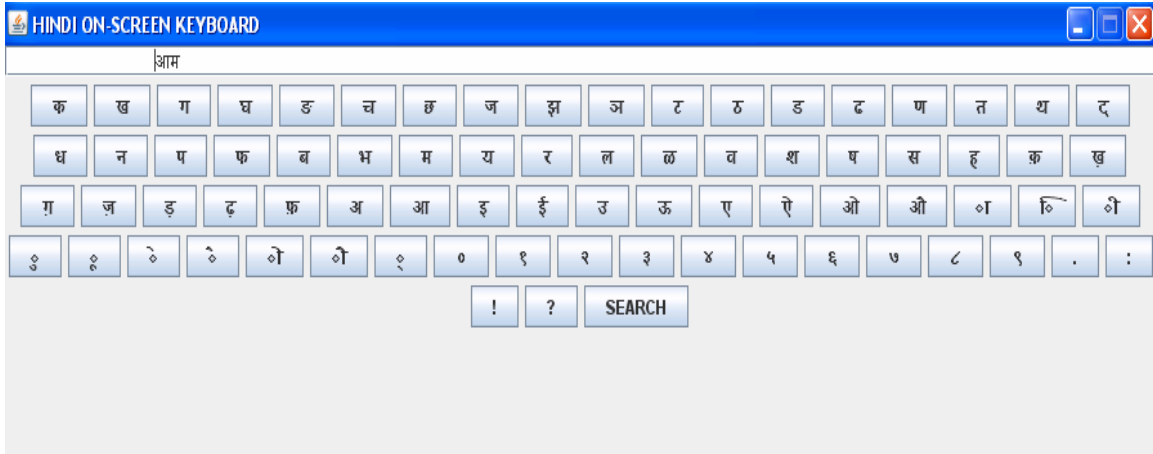 HINDI ON-SCREEN KEYBOARD
आम
क ख ग घ ङ च छ ज झ ञ ट ठ ड ढ ण त थ द्
ध न प फ ब भ म य र ल ळ व श ष स ह् क़ ख़
ग़ ज़ ड़ ढ़ फ़ अ आ इ ई उ ऊ ए ऐ ओ औ ा ि ी
ु ू े ै ो ौ ् ० १ २ ३ ४ ५ ६ ७ ८ ९ . :
! ? SEARCH